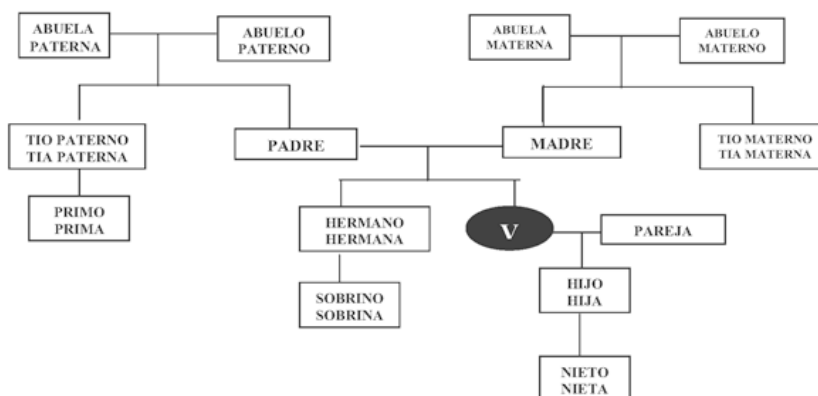 ABUELA
PATERNA
ABUELO
PATERNO
ABUELA
MATERNA
ABUELO
MATERNO
TIO PATERNO
TIA PATERNA
PADRE
MADRE
TIO MATERNO
TIA MATERNA
PRIMO
PRIMA
HERMANO
HERMANA
V
PAREJA
SOBRINO
SOBRINA
HIJO
HIJA
NIETO
NIETA